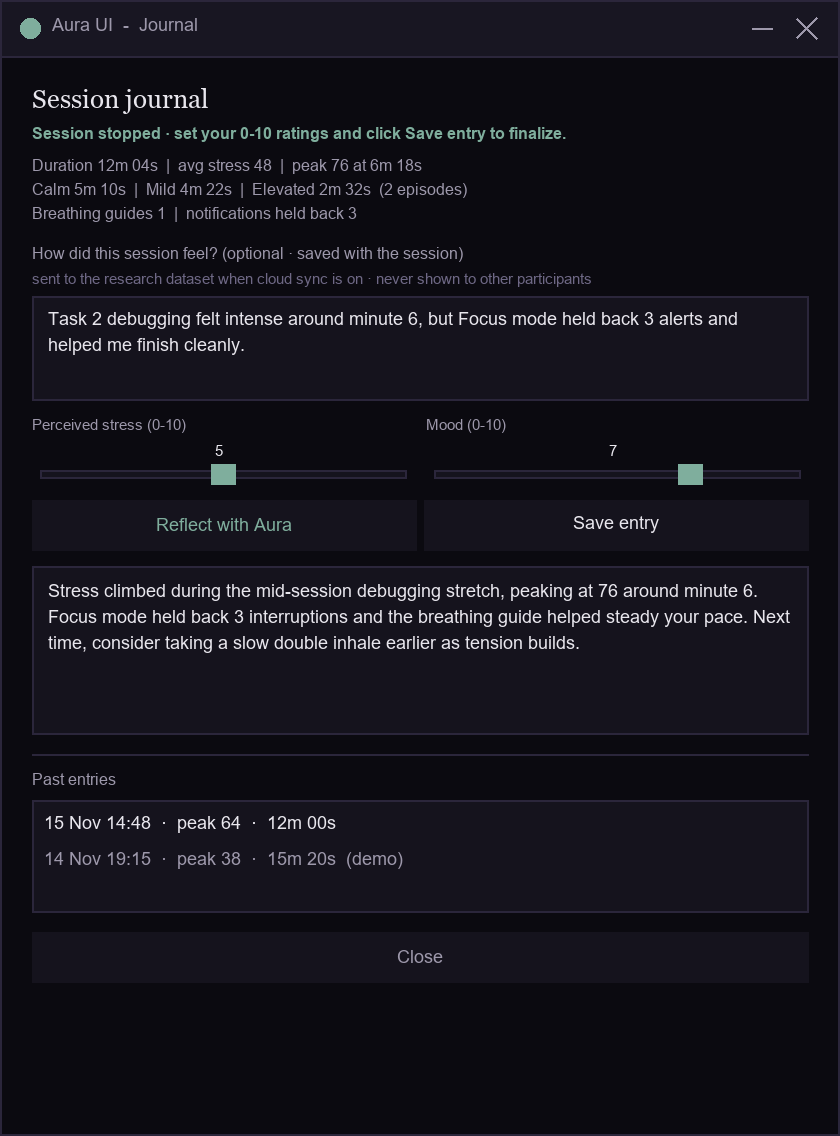 Aura UI - Journal
Session journal
Session stopped · set your 0-10 ratings and click Save entry to finalize.
Duration 12m 04s | avg stress 48 | peak 76 at 6m 18s
Calm 5m 10s | Mild 4m 22s | Elevated 2m 32s (2 episodes)
Breathing guides 1 | notifications held back 3
How did this session feel? (optional · saved with the session)
sent to the research dataset when cloud sync is on · never shown to other participants
Task 2 debugging felt intense around minute 6, but Focus mode held back 3 alerts and
helped me finish cleanly.
Perceived stress (0-10)
5
Mood (0-10)
7
Reflect with Aura
Save entry
Stress climbed during the mid-session debugging stretch, peaking at 76 around minute 6.
Focus mode held back 3 interruptions and the breathing guide helped steady your pace. Next
time, consider taking a slow double inhale earlier as tension builds.
Past entries
15 Nov 14:48 · peak 64 · 12m 00s
14 Nov 19:15 · peak 38 · 15m 20s (demo)
Close